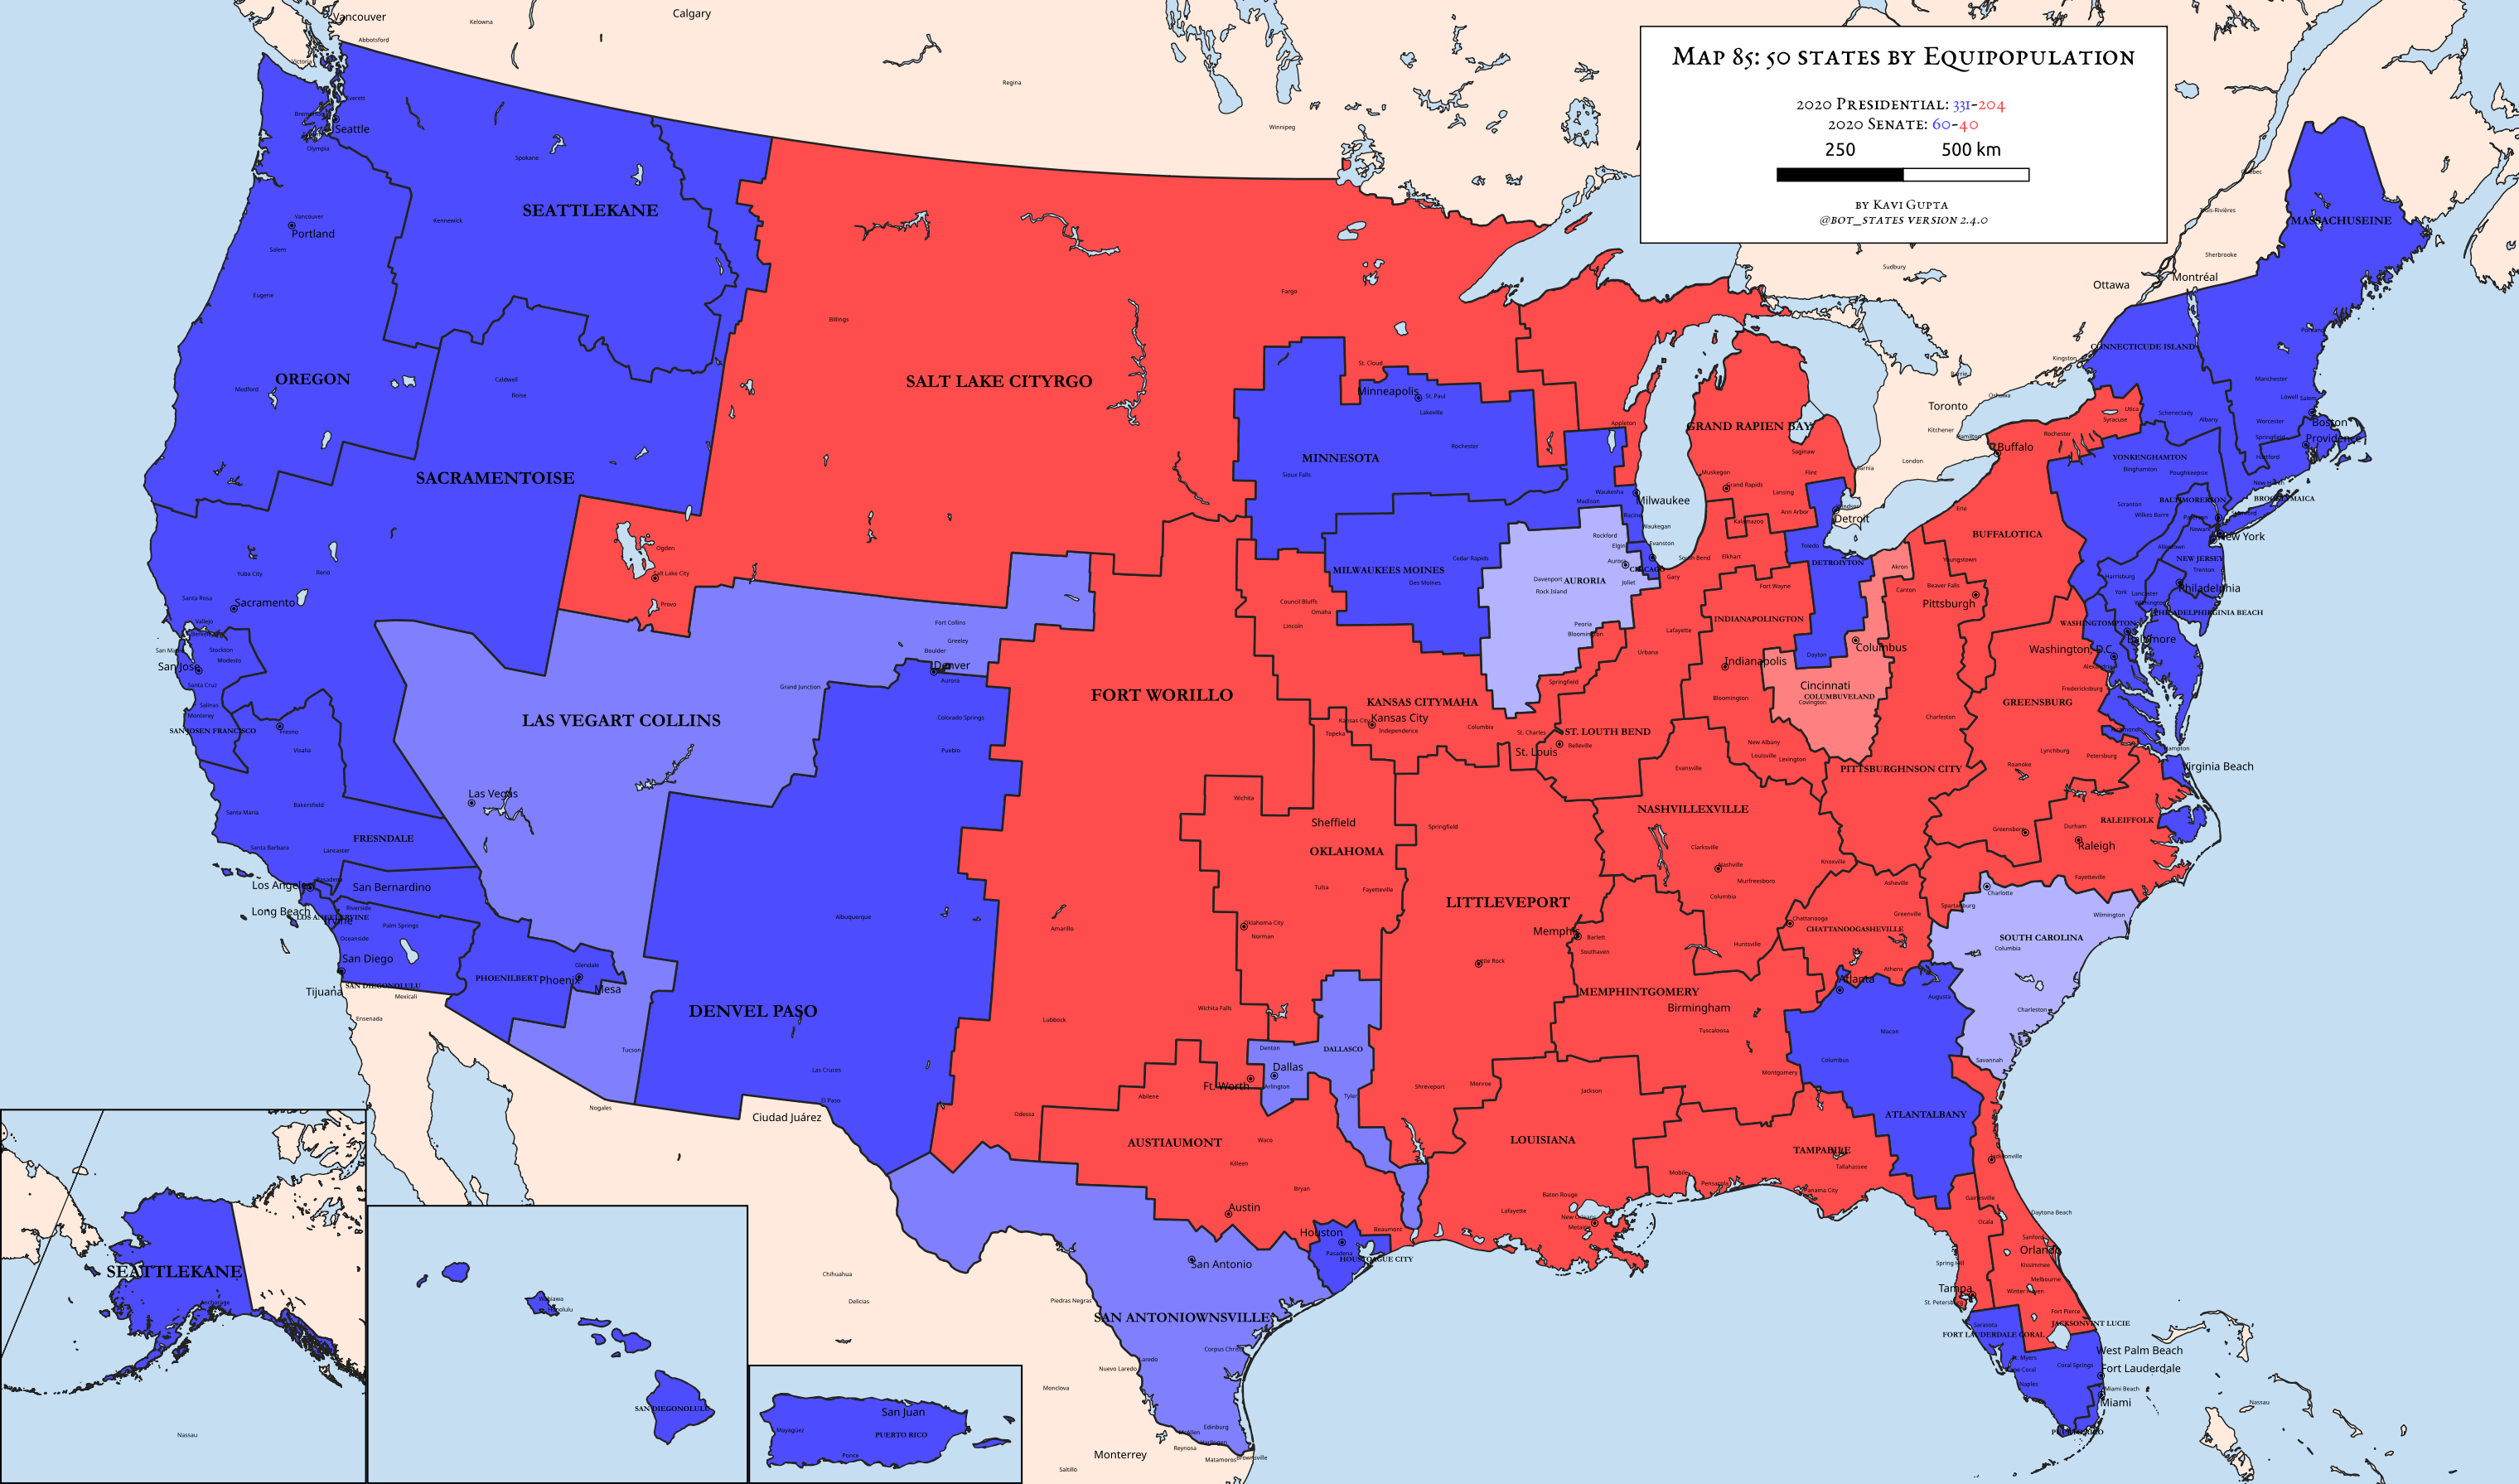 Map 85: 50 states by Equipopulation
2020 Presidential: 331-204
2020 Senate: 60-40
250 500 km
by Kavi Gupta
@bot_states version 2.4.0
Vancouver
Kelowna
Calgary
Abbotsford
Victoria
Regina
Winnipeg
Everett
Seattle
Olympia
Spokane
SEATTLEKANE
Kennewick
Vancouver
Portland
Salem
Eugene
OREGON
Medford
Caldwell
Boise
SACRAMENTOISE
Billings
Fargo
SALT LAKE CITYRGO
Ogden
Salt Lake City
Provo
Yuba City
Reno
Santa Rosa
Sacramento
Vallejo
Stockton
Modesto
San Jose
Santa Cruz
Salinas
Monterey
SAN JOSEN FRANCISCO
Fresno
Visalia
Bakersfield
Santa Maria
FRESNDALE
Santa Barbara
Lancaster
Los Angeles
Pasadena
San Bernardino
Long Beach
Riverside
Irvine
Palm Springs
Oceanside
San Diego
Tijuana
SAN DIEGONOLULU
Mexicali
Ensenada
LAS VEGART COLLINS
Las Vegas
Grand Junction
Fort Collins
Greeley
Boulder
Denver
Aurora
Colorado Springs
Pueblo
PHOENILBERT
Phoenix
Glendale
Mesa
Tucson
Nogales
Albuquerque
DENVEL PASO
Las Cruces
El Paso
Ciudad Juárez
St. Cloud
Minneapolis
St. Paul
Lakeville
MINNESOTA
Rochester
Sioux Falls
MILWAUKEES MOINES
Cedar Rapids
Des Moines
Council Bluffs
Omaha
Lincoln
FORT WORILLO
KANSAS CITYMAHA
Kansas City
Kansas City
Independence
Topeka
Columbia
Wichita
Sheffield
OKLAHOMA
Springfield
Tulsa
Fayetteville
Oklahoma City
Norman
Amarillo
Lubbock
Wichita Falls
Denton
DALLASCO
Dallas
Ft. Worth
Arlington
Tyler
Abilene
Odessa
AUSTIAUMONT
Waco
Killeen
Bryan
Austin
Houston
Pasadena
Beaumont
San Antonio
SAN ANTONIOWNSVILLE
Corpus Christi
Laredo
Nuevo Laredo
Piedras Negras
Chihuahua
Delicias
Monclova
Edinburg
McAllen
Harlingen
Reynosa
Matamoros
Brownsville
Monterrey
Saltillo
Appleton
Waukesha
Milwaukee
Madison
Racine
Waukegan
Rockford
Elgin
Evanston
Aurora
Joliet
Davenport
AURORIA
Rock Island
Peoria
Bloomington
Springfield
Urbana
St. Charles
St. Louis
Belleville
ST. LOUTH BEND
GRAND RAPIEN BAY
Saginaw
Muskegon
Grand Rapids
Flint
Lansing
Ann Arbor
Kalamazoo
Windsor
Detroit
South Bend
Elkhart
Gary
Toledo
DETROIYTON
Fort Wayne
INDIANAPOLINGTON
Lafayette
Indianapolis
Bloomington
Dayton
Columbus
Cincinnati
COLUMBUVELAND
Covington
Akron
Canton
Youngstown
Beaver Falls
Pittsburgh
Erie
BUFFALOTICA
Buffalo
Rochester
Syracuse
Utica
New Albany
Louisville
Lexington
Evansville
PITTSBURGHNSON CITY
NASHVILLEXVILLE
Clarksville
Nashville
Murfreesboro
Columbia
Knoxville
Huntsville
Chattanooga
CHATTANOOGASHEVILLE
Asheville
Greenville
Spartanburg
Athens
LITTLEVEPORT
Little Rock
Memphis
Barlett
Southaven
MEMPHINTGOMERY
Birmingham
Tuscaloosa
Montgomery
Shreveport
Monroe
Jackson
LOUISIANA
Baton Rouge
Lafayette
New Orleans
Metairie
Mobile
Pensacola
Panama City
Tallahassee
TAMPABILE
Atlanta
Macon
Augusta
Columbus
ATLANTALBANY
Charleston
GREENSBURG
Lynchburg
Roanoke
Petersburg
Greensboro
Durham
Raleigh
RALEIFFOLK
Fayetteville
Charlotte
Wilmington
SOUTH CAROLINA
Columbia
Charleston
Savannah
Jacksonville
Gainesville
Ocala
Daytona Beach
Sanford
Orlando
Kissimmee
Melbourne
Spring Hill
Winter Haven
Tampa
St. Petersburg
Fort Pierce
JACKSONVINT LUCIE
Sarasota
FORT LAUDERDALE CORAL
West Palm Beach
Ft. Myers
Cape Coral
Coral Springs
Fort Lauderdale
Naples
Miami Beach
Miami
Nassau
Sudbury
Ottawa
Montréal
Trois-Rivières
Sherbrooke
Quebec
Kingston
Barrie
Oshawa
Toronto
Kitchener
Hamilton
London
Sarnia
MASSACHUSEINE
CONNECTICUDE ISLAND
Portland
Manchester
Lowell
Salem
Boston
Worcester
Springfield
Providence
Hartford
New Haven
Schenectady
Albany
YONKENGHAMTON
Binghamton
Poughkeepsie
Scranton
Wilkes Barre
BALTIMORERSON
BROOKLYMAICA
Paterson
Newark
New York
Allentown
NEW JERSEY
Trenton
Harrisburg
York
Lancaster
Philadelphia
Baltimore
Washington, D.C.
Alexandria
Fredericksburg
Richmond
Hampton
Virginia Beach
SEATTLEKANE
Anchorage
Nassau
Wahiawa
Honolulu
SAN DIEGONOLULU
San Juan
PUERTO RICO
Mayagüez
Ponce